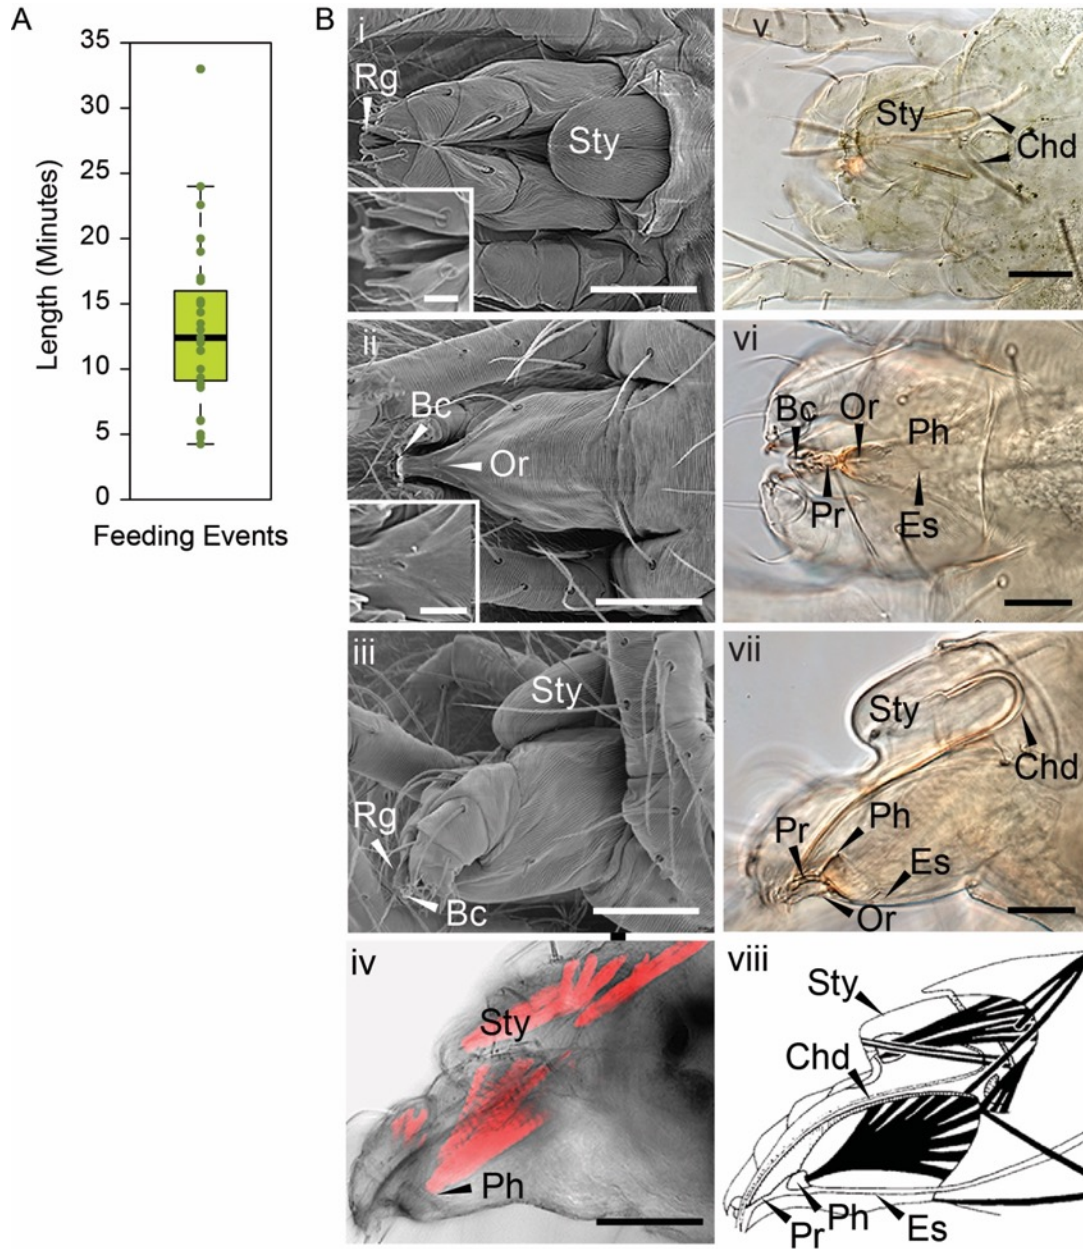 A
35
30
25
20
15
10
5
0
Length (Minutes)
Feeding Events
B
i
Rg
Sty
ii
Bc
Or
iii
Sty
Rg
Bc
iv
Sty
Ph
v
Sty
Chd
vi
Bc
Or
Ph
Pr
Es
vii
Sty
Chd
Pr
Ph
Es
Or
viii
Sty
Chd
Ph
Es
Pr